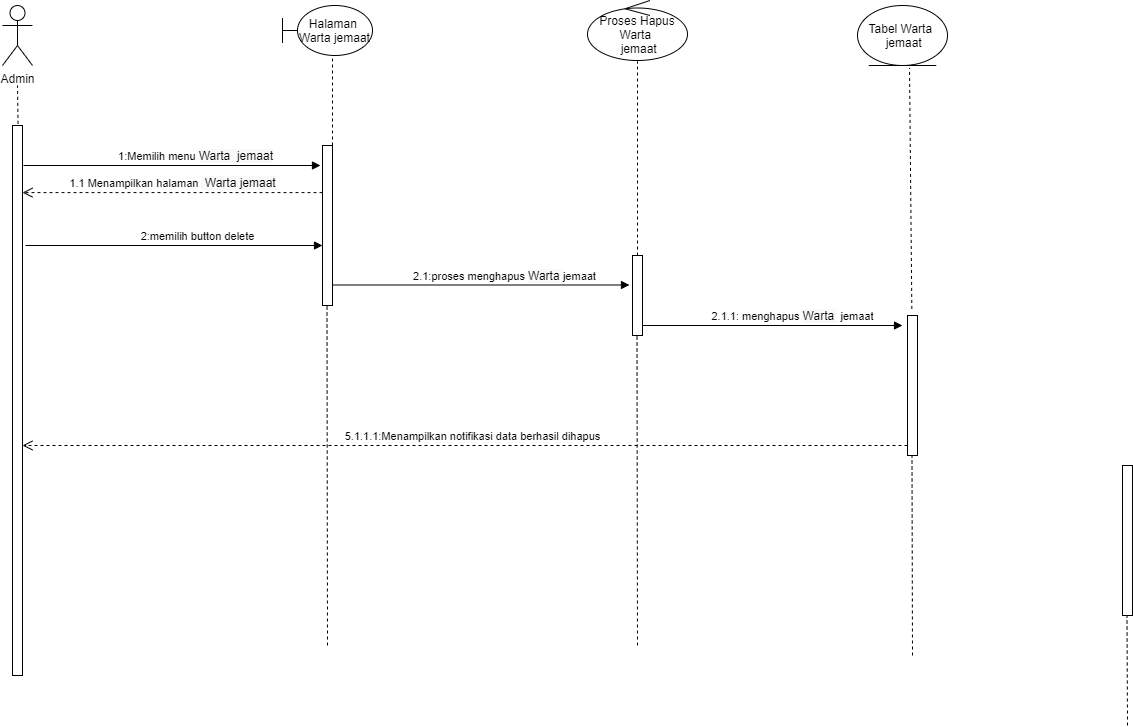 Halaman
Warta jemaat
Proses Hapus
Warta
jemaat
Tabel Warta
jemaat
Admin
1:Memilih menu Warta jemaat
1.1 Menampilkan halaman Warta jemaat
2:memilih button delete
2.1:proses menghapus Warta jemaat
2.1.1: menghapus Warta jemaat
5.1.1.1:Menampilkan notifikasi data berhasil dihapus